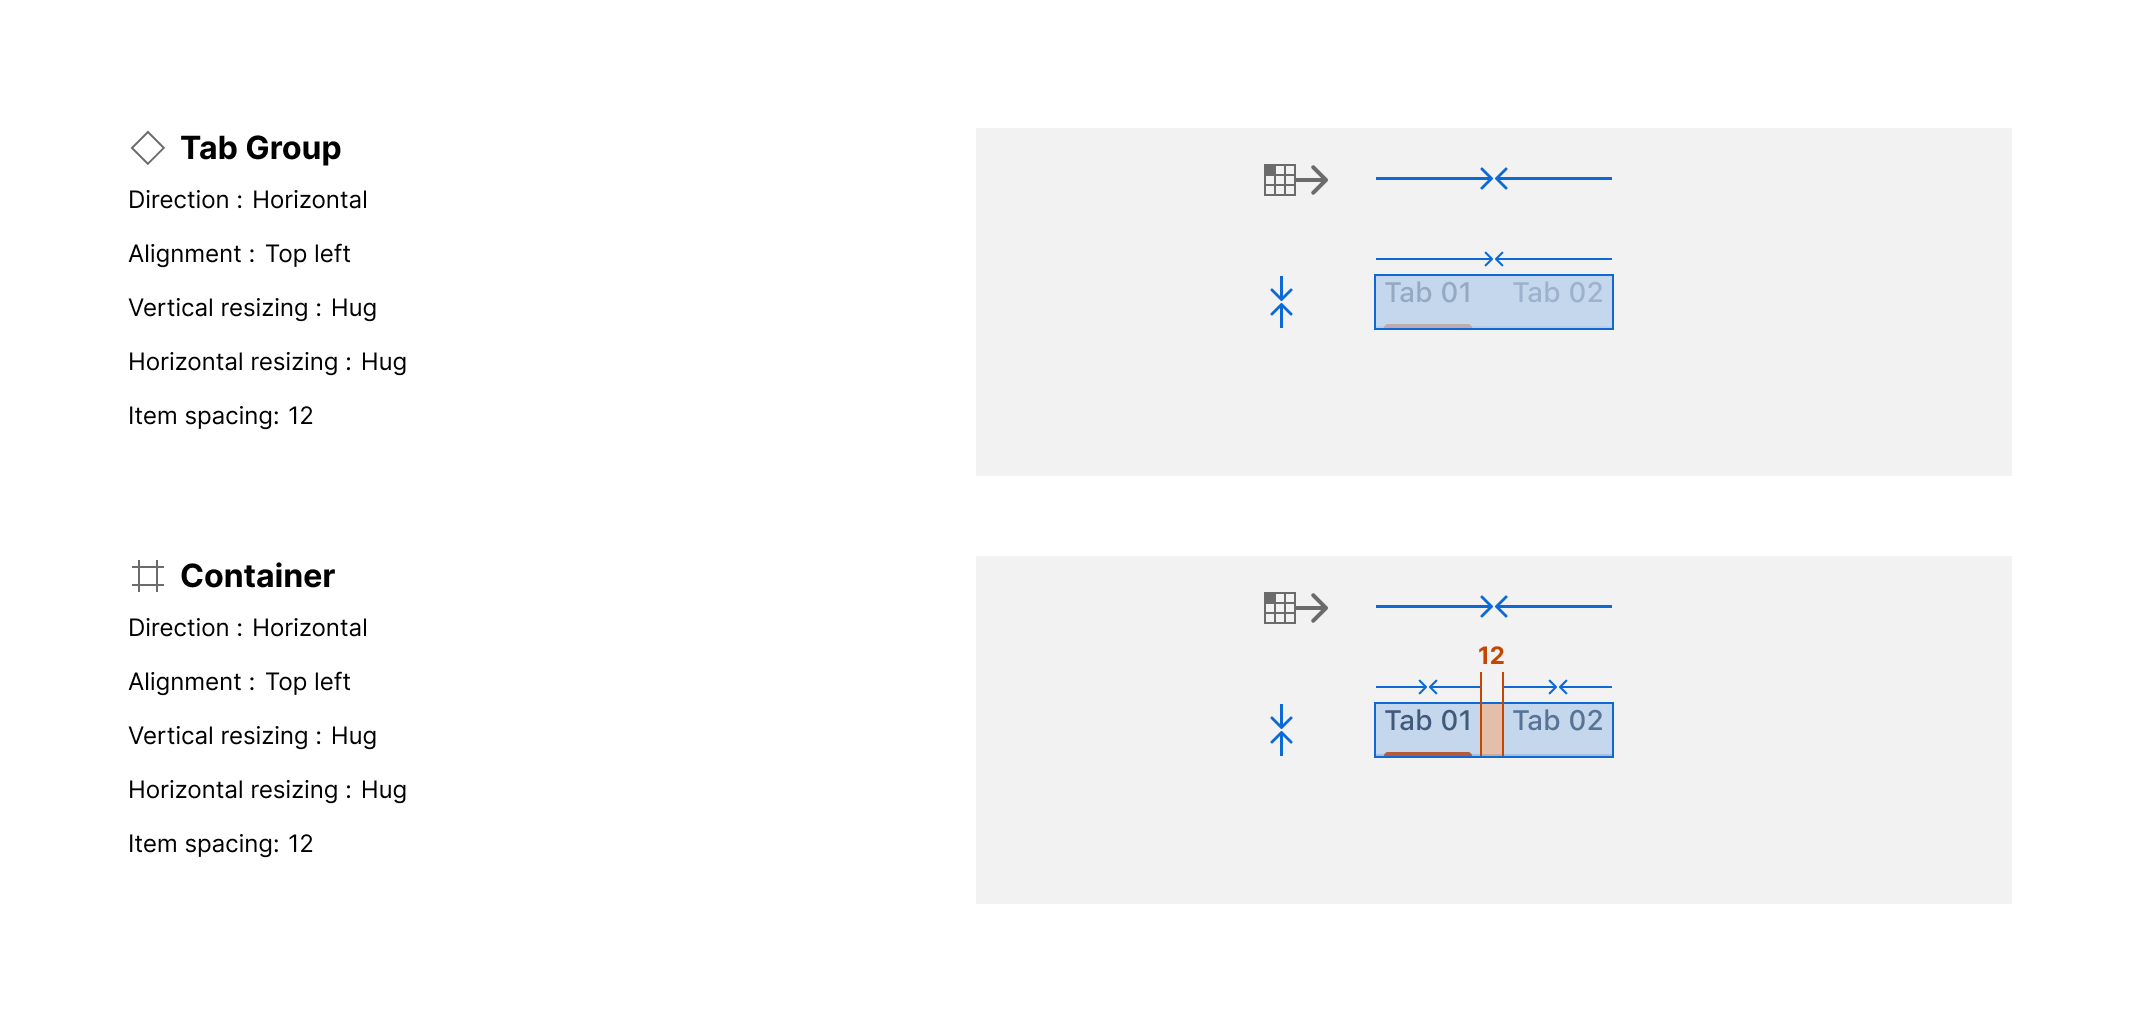 Tab Group
Direction : Horizontal
Alignment : Top left
Vertical resizing : Hug
Horizontal resizing : Hug
Item spacing: 12
Tab 01
Tab 02
Container
Direction : Horizontal
Alignment : Top left
Vertical resizing : Hug
Horizontal resizing : Hug
Item spacing: 12
12
Tab 01
Tab 02